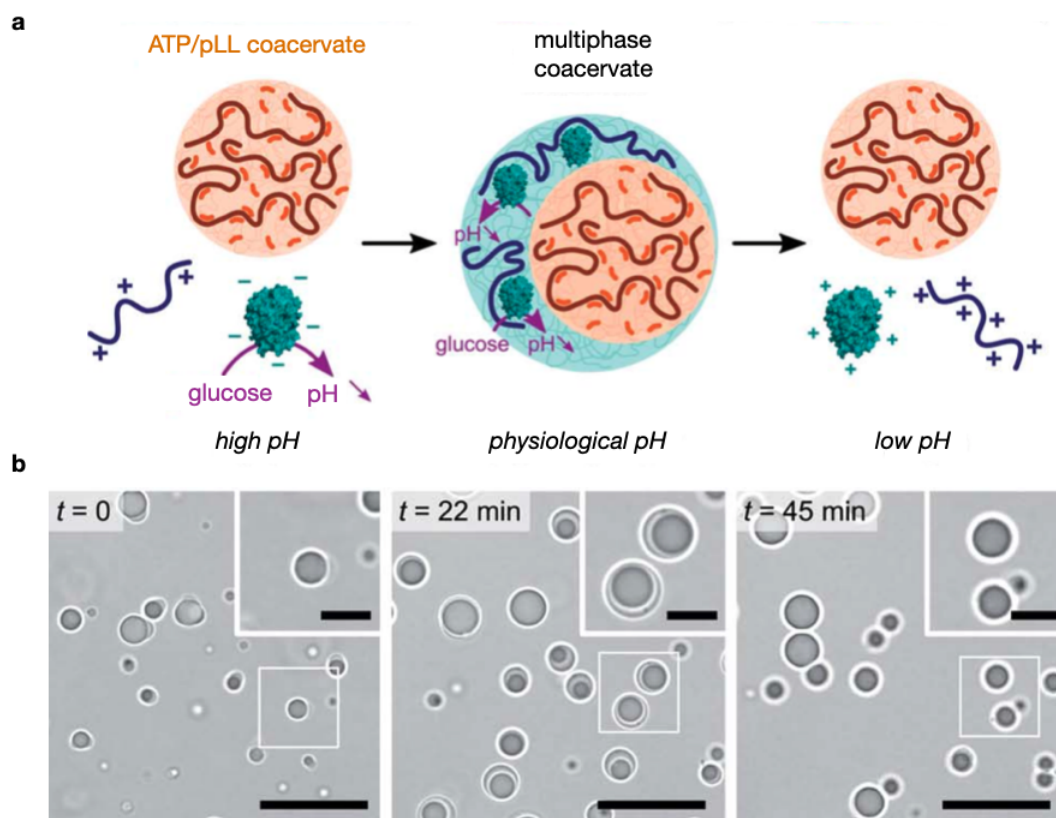 a
ATP/pLL coacervate
multiphase
coacervate
pH
glucose pH
glucose pH
+ + +
− − − − −
+ + + + + +
+ + + + + +
high pH
physiological pH
low pH
b
t = 0
t = 22 min
t = 45 min